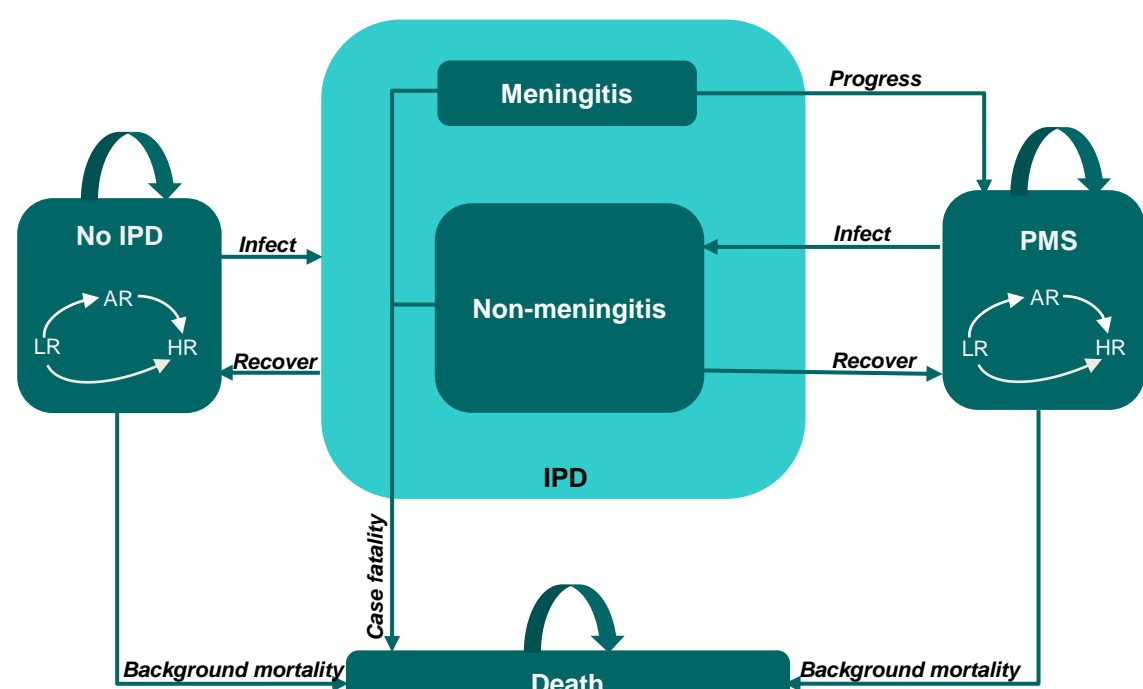 Meningitis
Progress
No IPD
Infect
AR
LR
HR
Recover
Non-meningitis
Infect
Recover
PMS
AR
LR
HR
IPD
Case fatality
Background mortality
Death
Background mortality